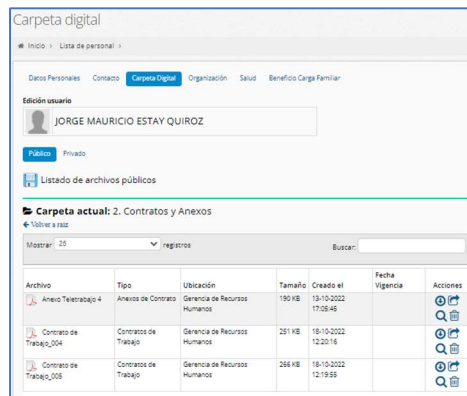 Carpeta digital
Inicio › Lista de personal ›
Datos Personales Contacto Carpeta Digital Organización Salud Beneficio Carga Familiar
Edición usuario
JORGE MAURICIO ESTAY QUIROZ
Público Privado
Listado de archivos públicos
Carpeta actual: 2. Contratos y Anexos
Volver a raiz
Mostrar 26 registros Buscar:
Archivo Tipo Ubicación Tamaño Creado el Fecha Vigencia Acciones
Anexo Teletrabajo 4 Anexos de Contrato Gerencia de Recursos Humanos 190 KB 13-10-2022 17:05:45
Contrato de Trabajo_004 Contratos de Trabajo Gerencia de Recursos Humanos 251 KB 18-10-2022 12:20:16
Contrato de Trabajo_005 Contratos de Trabajo Gerencia de Recursos Humanos 266 KB 18-10-2022 12:19:55